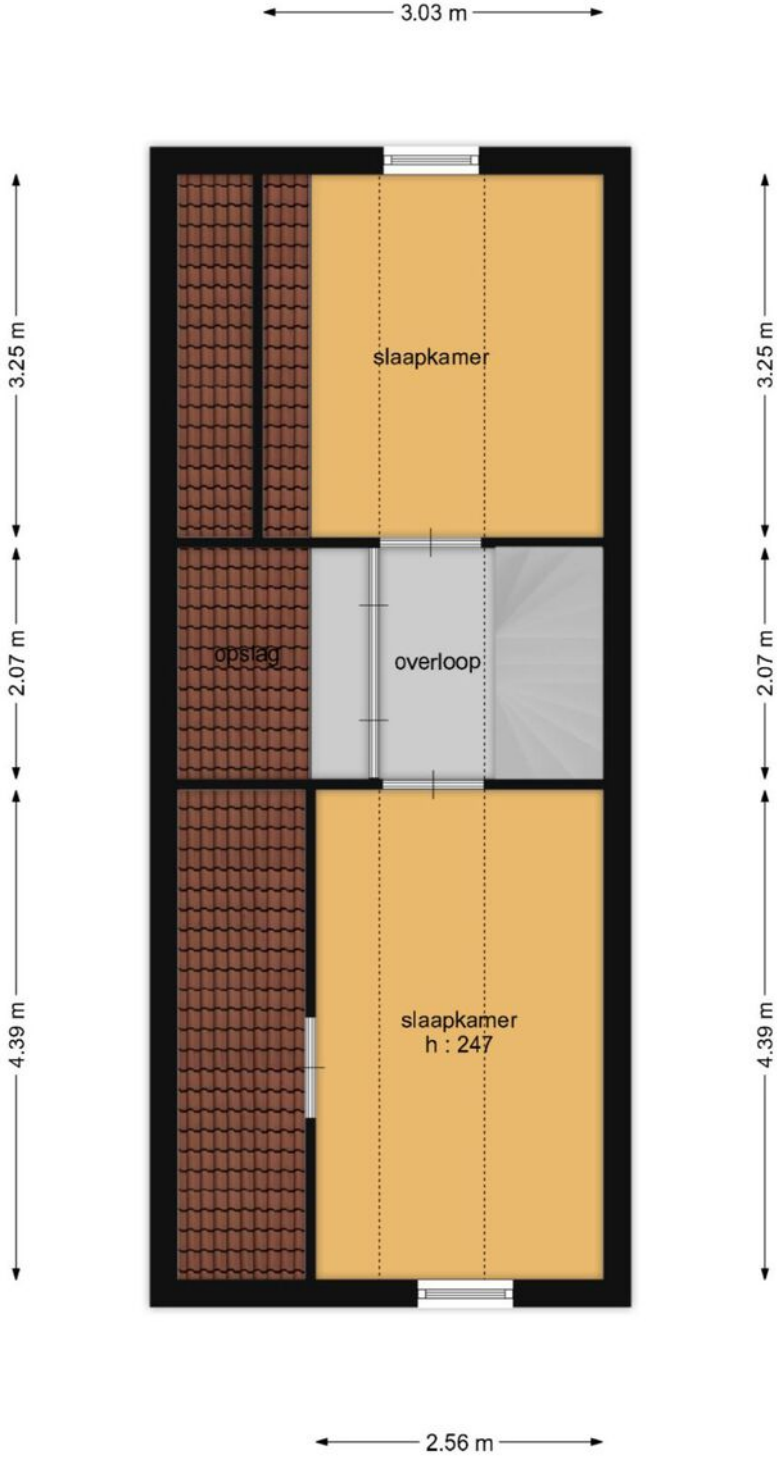 3.03 m
3.25 m
3.25 m
slaapkamer
2.07 m
2.07 m
opslag
overloop
4.39 m
4.39 m
slaapkamer
h : 247
2.56 m